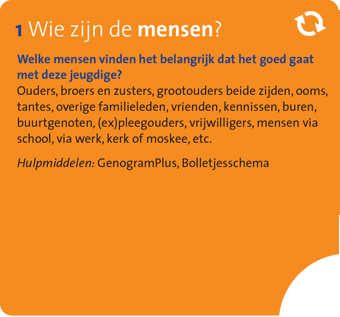 1 Wie zijn de mensen?
Welke mensen vinden het belangrijk dat het goed gaat
met deze jeugdige?
Ouders, broers en zusters, grootouders beide zijden, ooms,
tantes, overige familieleden, vrienden, kennissen, buren,
buurtgenoten, (ex)pleegouders, vrijwilligers, mensen via
school, via werk, kerk of moskee, etc.
Hulpmiddelen: GenogramPlus, Bolletjesschema